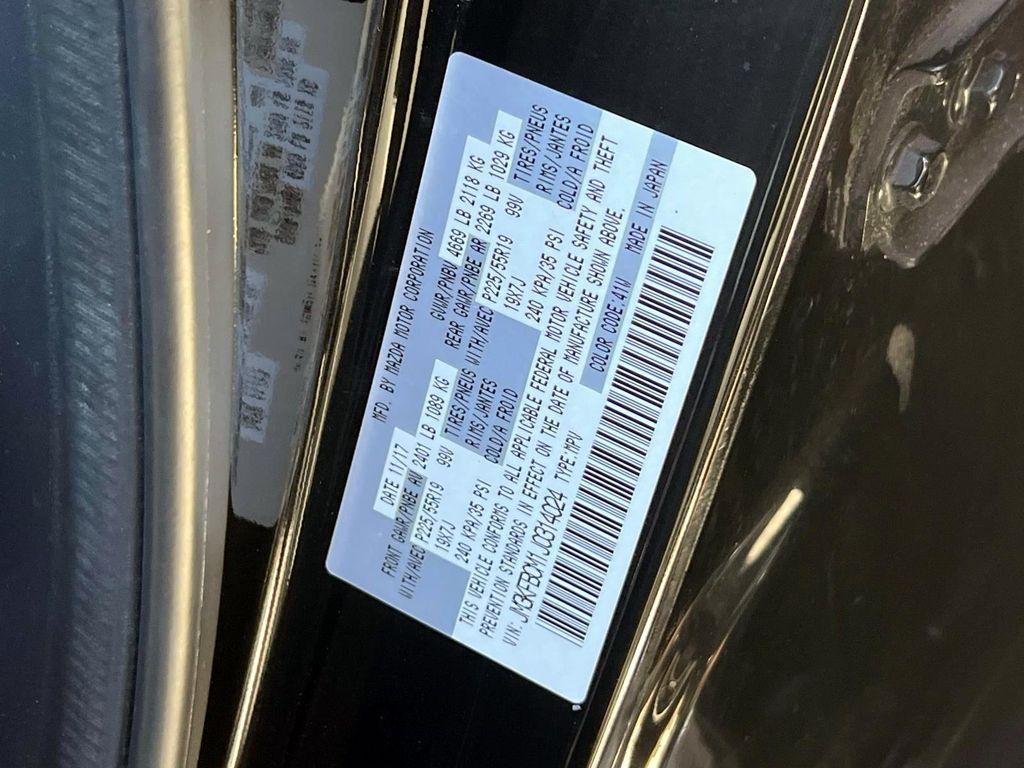 MFD. BY MAZDA MOTOR CORPORATION
DATE 11/17 GVWR/PNBV 4669 LB 2118 KG
FRONT GAWR/PNBE AV 2401 LB 1089 KG REAR GAWR/PNBE AR 2269 LB 1029 KG
WITH/AVEC P225/55R19 99V TIRES/PNEUS WITH/AVEC P225/55R19 99V TIRES/PNEUS
19X7J RIMS/JANTES 19X7J RIMS/JANTES
240 KPA/35 PSI COLD/A FROID 240 KPA/35 PSI COLD/A FROID
THIS VEHICLE CONFORMS TO ALL APPLICABLE FEDERAL MOTOR VEHICLE SAFETY AND THEFT
PREVENTION STANDARDS IN EFFECT ON THE DATE OF MANUFACTURE SHOWN ABOVE.
VIN: JM3KFBDM1J0314024 TYPE:MPV COLOR CODE:41W MADE IN JAPAN